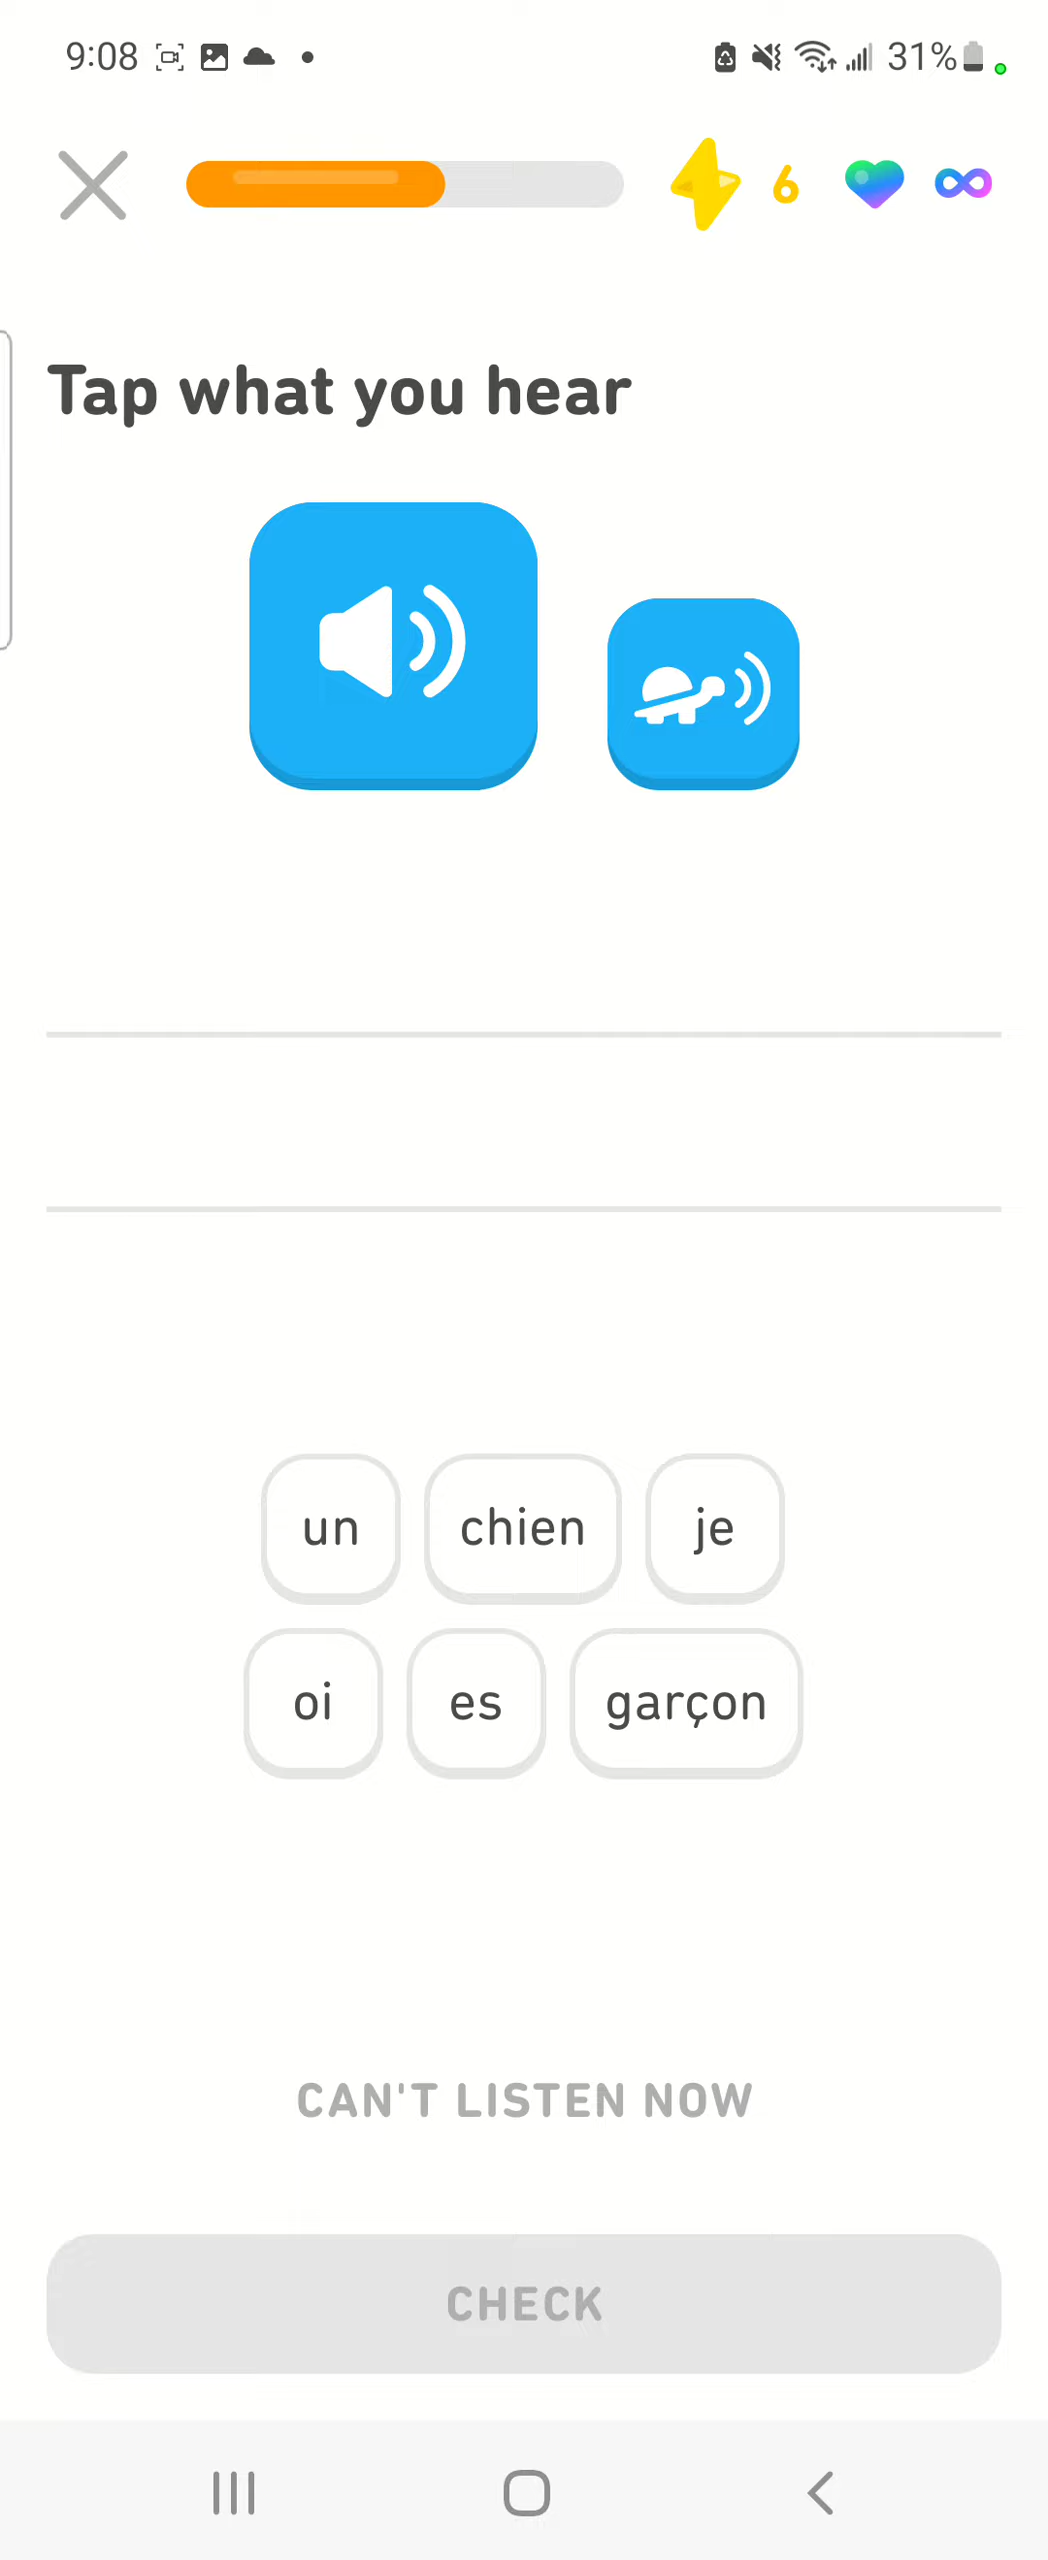 9:08 31%
6
Tap what you hear
un chien je
oi es garçon
CAN'T LISTEN NOW
CHECK